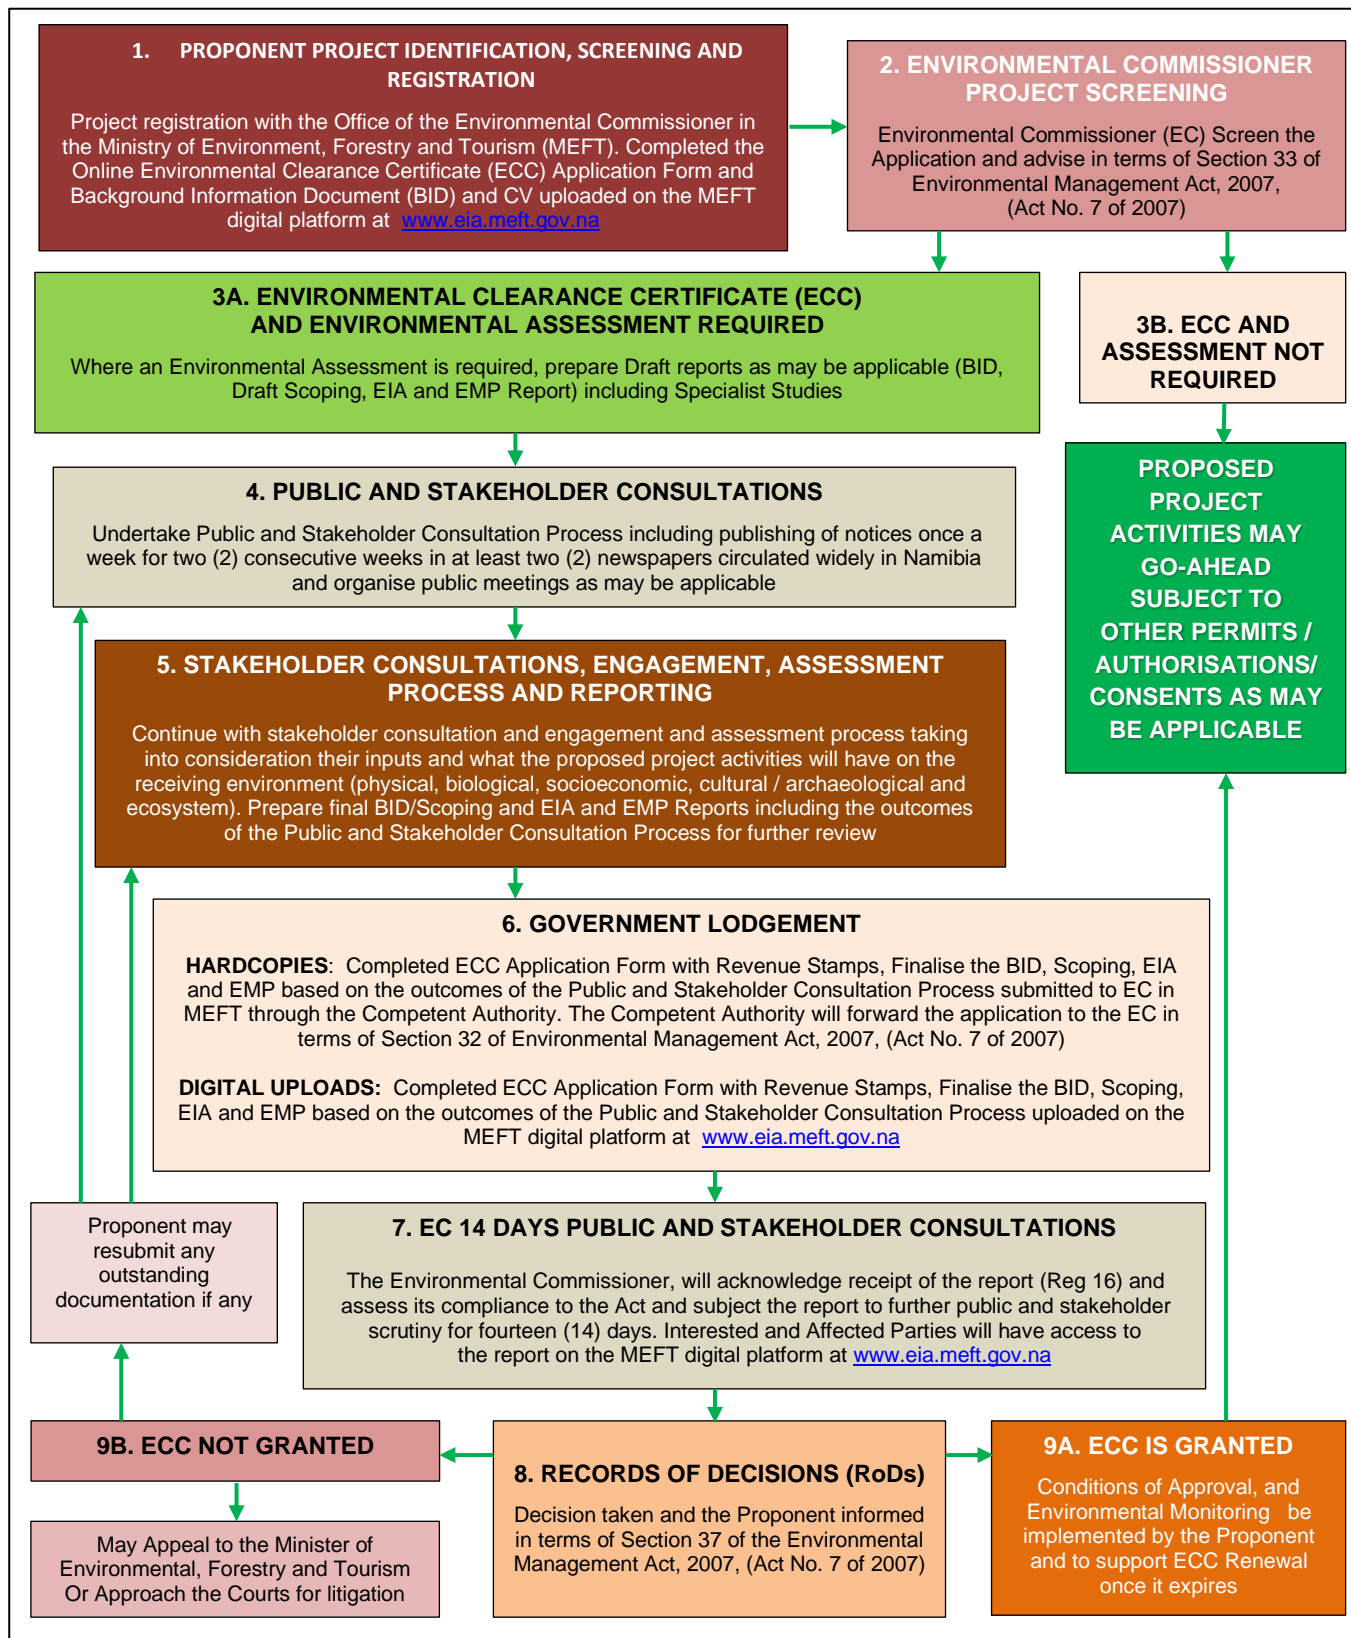 1. PROPONENT PROJECT IDENTIFICATION, SCREENING AND
REGISTRATION
Project registration with the Office of the Environmental Commissioner in
the Ministry of Environment, Forestry and Tourism (MEFT). Completed the
Online Environmental Clearance Certificate (ECC) Application Form and
Background Information Document (BID) and CV uploaded on the MEFT
digital platform at www.eia.meft.gov.na
2. ENVIRONMENTAL COMMISSIONER
PROJECT SCREENING
Environmental Commissioner (EC) Screen the
Application and advise in terms of Section 33 of
Environmental Management Act, 2007,
(Act No. 7 of 2007)
3A. ENVIRONMENTAL CLEARANCE CERTIFICATE (ECC)
AND ENVIRONMENTAL ASSESSMENT REQUIRED
Where an Environmental Assessment is required, prepare Draft reports as may be applicable (BID,
Draft Scoping, EIA and EMP Report) including Specialist Studies
3B. ECC AND
ASSESSMENT NOT
REQUIRED
PROPOSED
PROJECT
ACTIVITIES MAY
GO-AHEAD
SUBJECT TO
OTHER PERMITS /
AUTHORISATIONS/
CONSENTS AS MAY
BE APPLICABLE
4. PUBLIC AND STAKEHOLDER CONSULTATIONS
Undertake Public and Stakeholder Consultation Process including publishing of notices once a
week for two (2) consecutive weeks in at least two (2) newspapers circulated widely in Namibia
and organise public meetings as may be applicable
5. STAKEHOLDER CONSULTATIONS, ENGAGEMENT, ASSESSMENT
PROCESS AND REPORTING
Continue with stakeholder consultation and engagement and assessment process taking
into consideration their inputs and what the proposed project activities will have on the
receiving environment (physical, biological, socioeconomic, cultural / archaeological and
ecosystem). Prepare final BID/Scoping and EIA and EMP Reports including the outcomes
of the Public and Stakeholder Consultation Process for further review
6. GOVERNMENT LODGEMENT
HARDCOPIES: Completed ECC Application Form with Revenue Stamps, Finalise the BID, Scoping, EIA
and EMP based on the outcomes of the Public and Stakeholder Consultation Process submitted to EC in
MEFT through the Competent Authority. The Competent Authority will forward the application to the EC in
terms of Section 32 of Environmental Management Act, 2007, (Act No. 7 of 2007)
DIGITAL UPLOADS: Completed ECC Application Form with Revenue Stamps, Finalise the BID, Scoping,
EIA and EMP based on the outcomes of the Public and Stakeholder Consultation Process uploaded on the
MEFT digital platform at www.eia.meft.gov.na
Proponent may
resubmit any
outstanding
documentation if any
7. EC 14 DAYS PUBLIC AND STAKEHOLDER CONSULTATIONS
The Environmental Commissioner, will acknowledge receipt of the report (Reg 16) and
assess its compliance to the Act and subject the report to further public and stakeholder
scrutiny for fourteen (14) days. Interested and Affected Parties will have access to
the report on the MEFT digital platform at www.eia.meft.gov.na
9B. ECC NOT GRANTED
May Appeal to the Minister of
Environmental, Forestry and Tourism
Or Approach the Courts for litigation
8. RECORDS OF DECISIONS (RoDs)
Decision taken and the Proponent informed
in terms of Section 37 of the Environmental
Management Act, 2007, (Act No. 7 of 2007)
9A. ECC IS GRANTED
Conditions of Approval, and
Environmental Monitoring be
implemented by the Proponent
and to support ECC Renewal
once it expires